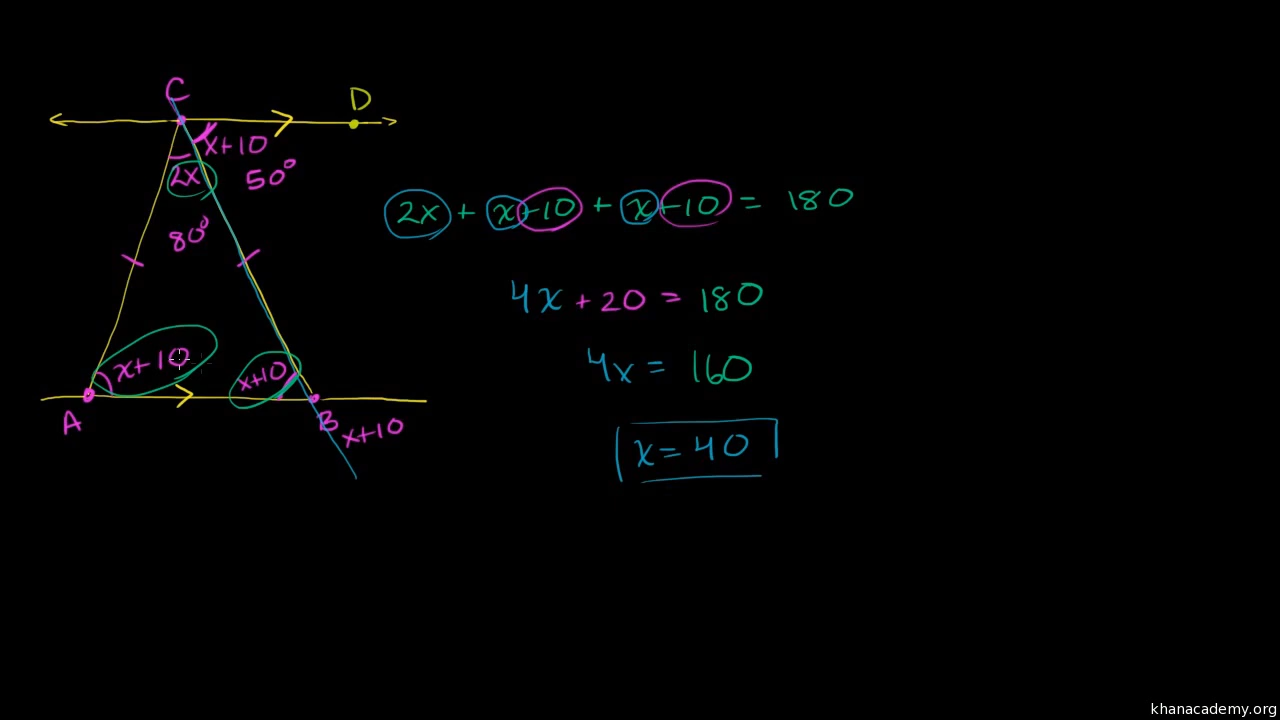 C
D
x+10
2x
50°
80°
x+10
x+10
A
B
x+10
2x + x+10 + x+10 = 180
4x + 20 = 180
4x = 160
x = 40
khanacademy.org